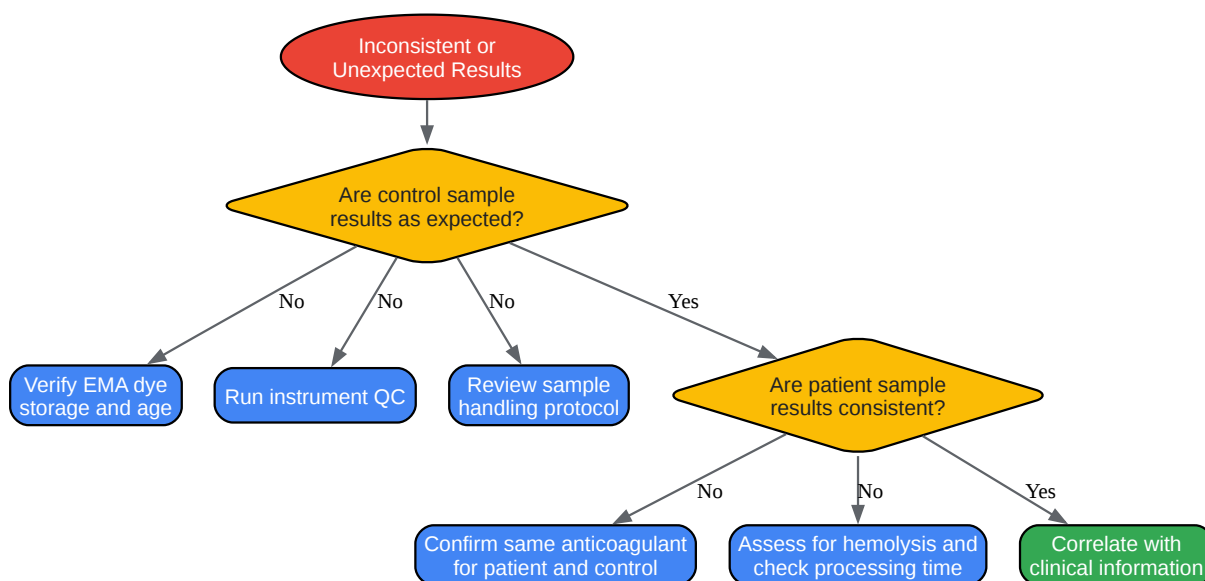 Inconsistent or
Unexpected Results
Are control sample
results as expected?
No
No
No
Yes
Verify EMA dye
storage and age
Run instrument QC
Review sample
handling protocol
Are patient sample
results consistent?
No
No
Yes
Confirm same anticoagulant
for patient and control
Assess for hemolysis and
check processing time
Correlate with
clinical information